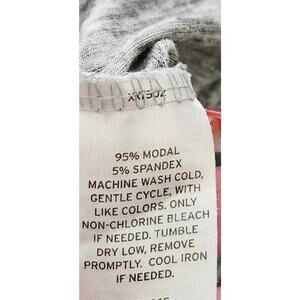 95% MODAL
5% SPANDEX
MACHINE WASH COLD,
GENTLE CYCLE, WITH
LIKE COLORS. ONLY
NON-CHLORINE BLEACH
IF NEEDED. TUMBLE
DRY LOW, REMOVE
PROMPTLY. COOL IRON
IF NEEDED.